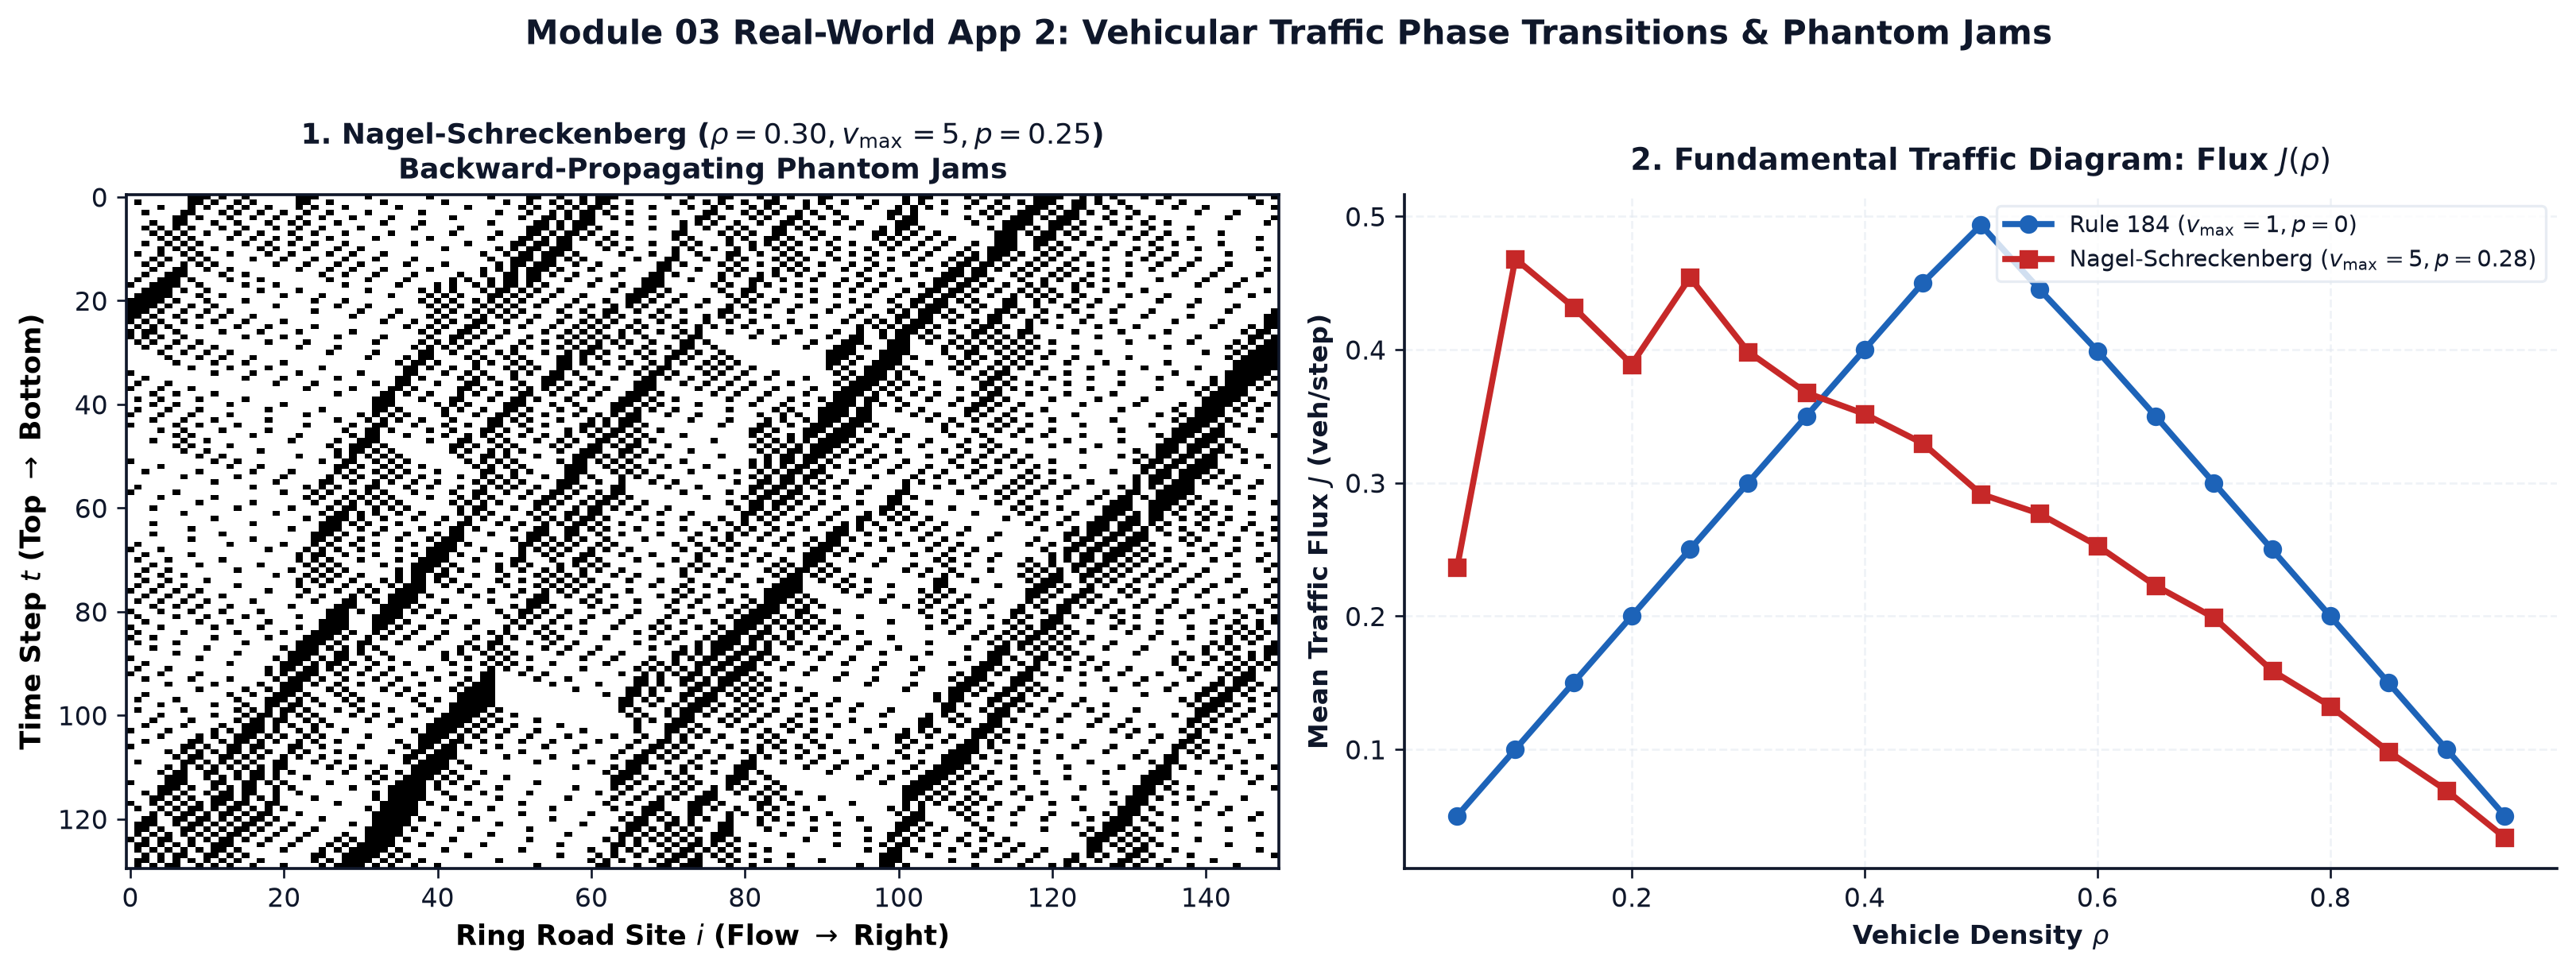 Module 03 Real-World App 2: Vehicular Traffic Phase Transitions & Phantom Jams
1. Nagel-Schreckenberg (ρ = 0.30, v_max = 5, p = 0.25)
Backward-Propagating Phantom Jams
Time Step t (Top → Bottom)
0
20
40
60
80
100
120
0 20 40 60 80 100 120 140
Ring Road Site i (Flow → Right)
2. Fundamental Traffic Diagram: Flux J(ρ)
Mean Traffic Flux J (veh/step)
0.5
0.4
0.3
0.2
0.1
Rule 184 (v_max = 1, p = 0)
Nagel-Schreckenberg (v_max = 5, p = 0.28)
0.2 0.4 0.6 0.8
Vehicle Density ρ